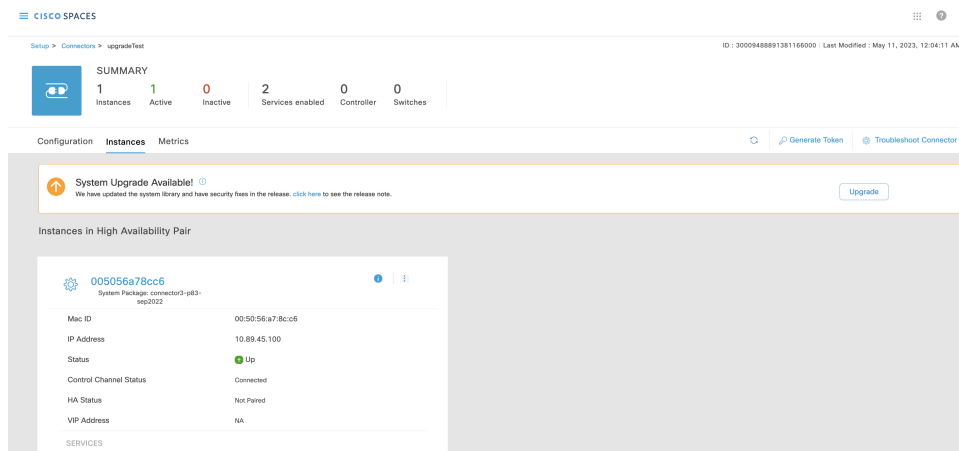 CISCO SPACES
Setup > Connectors > upgradeTest
ID : 30009488891381166000 | Last Modified : May 11, 2023, 12:04:11 AM
SUMMARY
1 1 0 2 0 0
Instances Active Inactive Services enabled Controller Switches
Configuration Instances Metrics
Generate Token Troubleshoot Connector
System Upgrade Available!
We have updated the system library and have security fixes in the release. click here to see the release note.
Upgrade
Instances in High Availability Pair
005056a78cc6
System Package: connector3-p83-
sep2022
Mac ID 00:50:56:a7:8c:c6
IP Address 10.89.45.100
Status Up
Control Channel Status Connected
HA Status Not Paired
VIP Address NA
SERVICES